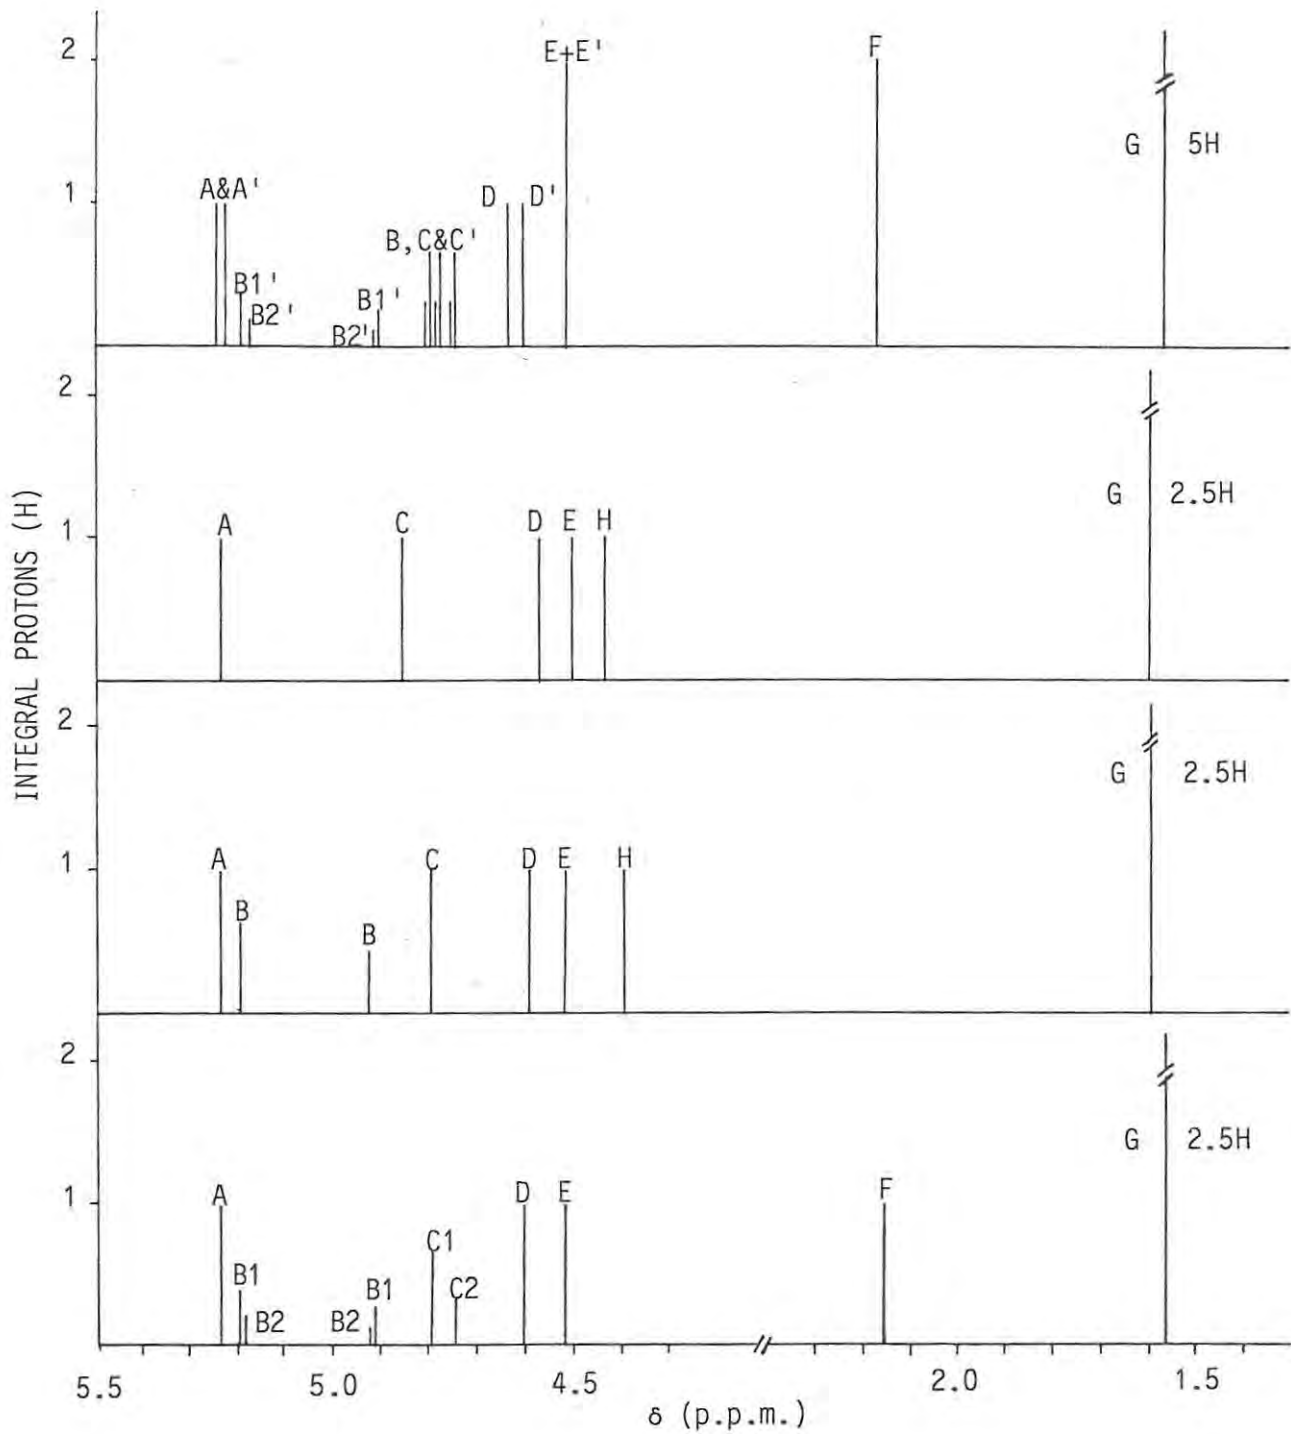 2
E+E'
F
G
5H
1
A&A'
D
D'
B,C&C'
B1'
B2'
B1'
B2'
2
1
A
C
D
E
H
G
2.5H
INTEGRAL PROTONS (H)
2
1
A
B
B
C
D
E
H
G
2.5H
2
1
A
B1
B2
B2
B1
C1
C2
D
E
F
G
2.5H
5.5
5.0
4.5
2.0
1.5
δ (p.p.m.)